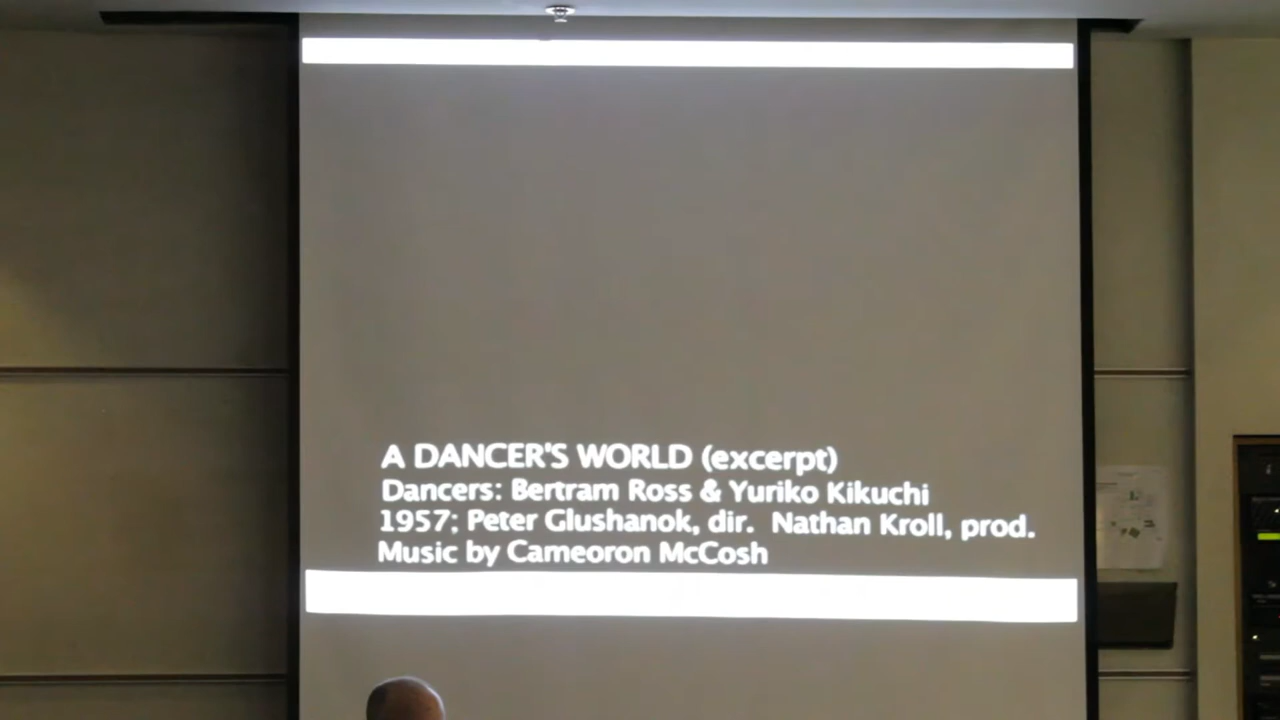 A DANCER'S WORLD (excerpt)
Dancers: Bertram Ross & Yuriko Kikuchi
1957; Peter Glushanok, dir. Nathan Kroll, prod.
Music by Cameoron McCosh